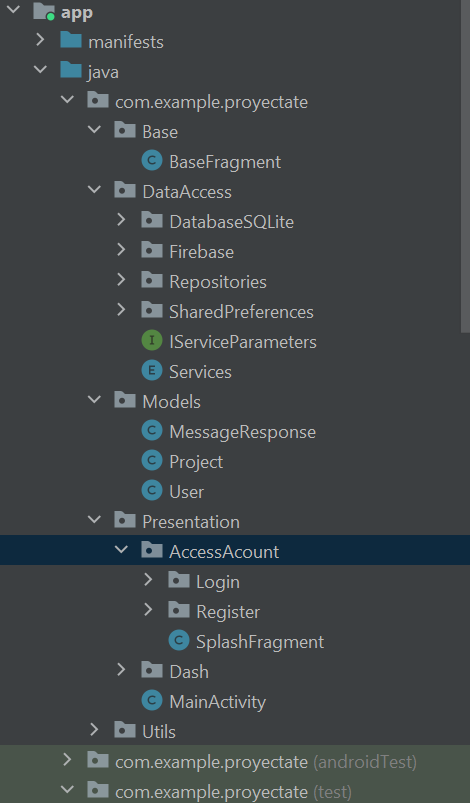 app
manifests
java
com.example.proyectate
Base
C BaseFragment
DataAccess
DatabaseSQLite
Firebase
Repositories
SharedPreferences
I IServiceParameters
E Services
Models
C MessageResponse
C Project
C User
Presentation
AccessAcount
Login
Register
C SplashFragment
Dash
C MainActivity
Utils
com.example.proyectate (androidTest)
com.example.proyectate (test)